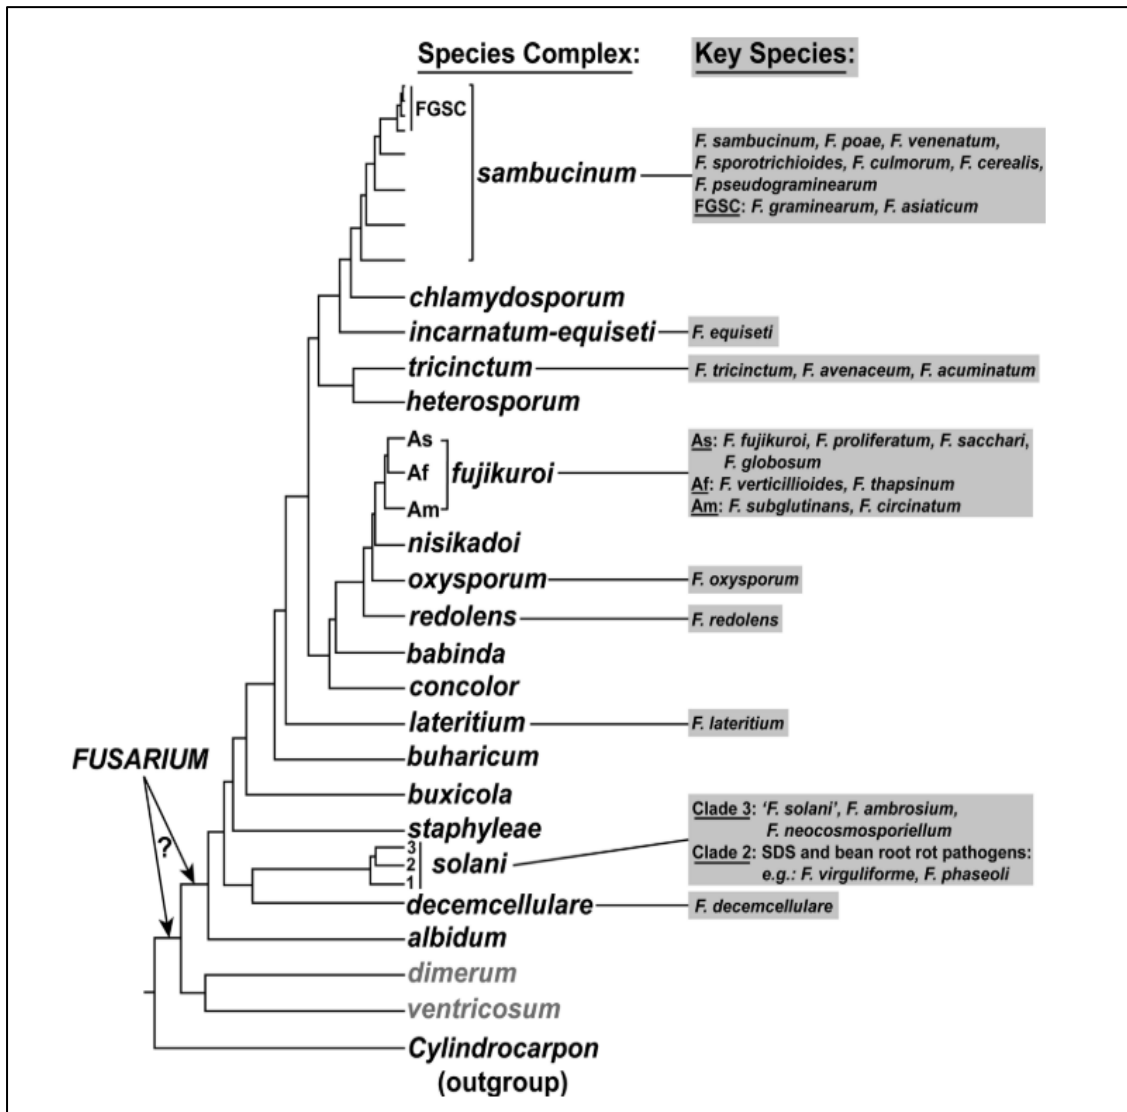 Species Complex:
Key Species:
FGSC
sambucinum
F. sambucinum, F. poae, F. venenatum,
F. sporotrichioides, F. culmorum, F. cerealis,
F. pseudograminearum
FGSC: F. graminearum, F. asiaticum
chlamydosporum
incarnatum-equiseti
F. equiseti
tricinctum
F. tricinctum, F. avenaceum, F. acuminatum
heterosporum
As
Af
Am
fujikuroi
As: F. fujikuroi, F. proliferatum, F. sacchari,
F. globosum
Af: F. verticillioides, F. thapsinum
Am: F. subglutinans, F. circinatum
nisikadoi
oxysporum
F. oxysporum
redolens
F. redolens
babinda
concolor
lateritium
F. lateritium
buharicum
FUSARIUM
?
buxicola
staphyleae
3
2
1
solani
Clade 3: ‘F. solani’, F. ambrosium,
F. neocosmosporiellum
Clade 2: SDS and bean root rot pathogens:
e.g.: F. virguliforme, F. phaseoli
decemcellulare
F. decemcellulare
albidum
dimerum
ventricosum
Cylindrocarpon
(outgroup)